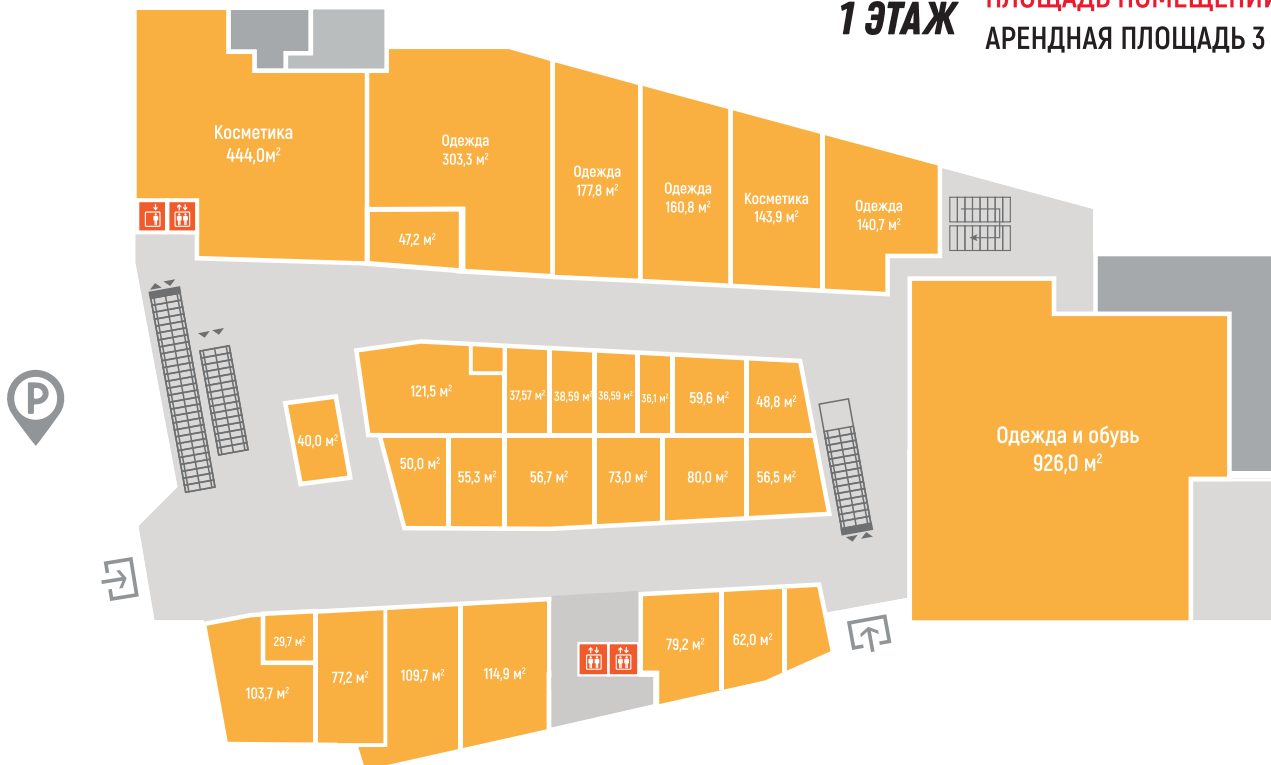 1 ЭТАЖ
ПЛОЩАДЬ ПОМЕЩЕНИЙ
АРЕНДНАЯ ПЛОЩАДЬ 3
Косметика
444,0м²
Одежда
303,3 м²
Одежда
177,8 м²
Одежда
160,8 м²
Косметика
143,9 м²
Одежда
140,7 м²
47,2 м²
P
121,5 м²
37,57 м²
38,59 м²
36,59 м²
36,1 м²
59,6 м²
48,8 м²
40,0 м²
50,0 м²
55,3 м²
56,7 м²
73,0 м²
80,0 м²
56,5 м²
Одежда и обувь
926,0 м²
29,7 м²
103,7 м²
77,2 м²
109,7 м²
114,9 м²
79,2 м²
62,0 м²